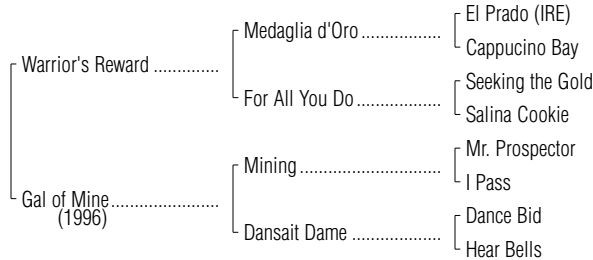 El Prado (IRE)
Medaglia d'Oro
Cappucino Bay
Warrior's Reward
Seeking the Gold
For All You Do
Salina Cookie
Mr. Prospector
Mining
I Pass
Gal of Mine
(1996)
Dance Bid
Dansait Dame
Hear Bells